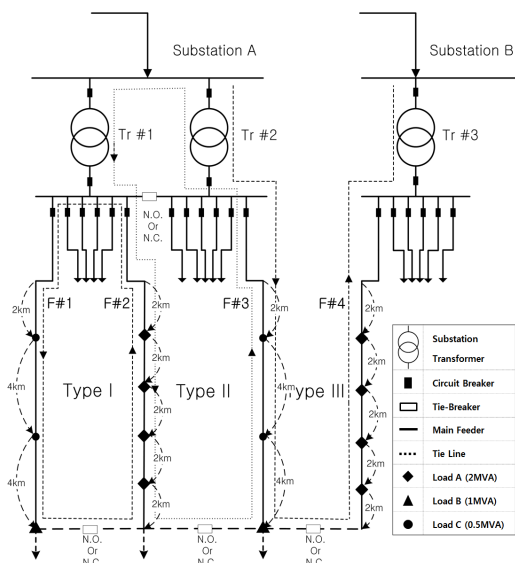 Substation A
Substation B
Tr #1
Tr #2
Tr #3
N.O.
Or
N.C.
F#1
F#2
F#3
F#4
2km
2km
2km
2km
4km
2km
4km
2km
Type I
Type II
ype III
2km
2km
4km
2km
4km
2km
2km
2km
N.O.
Or
N.C.
N.O.
Or
N.C.
N.O.
Or
N.C.
Substation
Transformer
Circuit Breaker
Tie-Breaker
Main Feeder
Tie Line
Load A (2MVA)
Load B (1MVA)
Load C (0.5MVA)